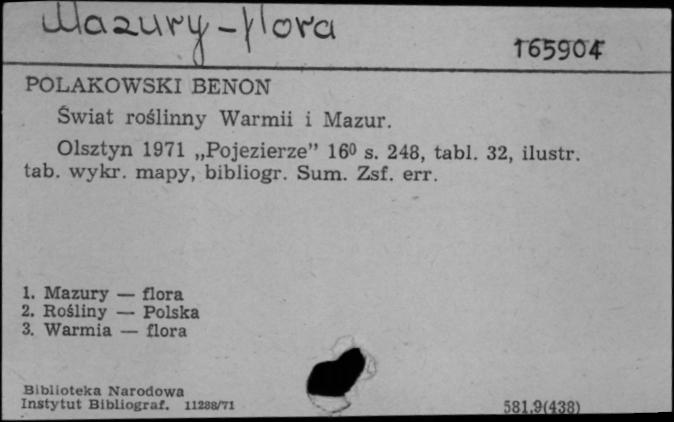 Mazury - flora
165904
POLAKOWSKI BENON
Świat roślinny Warmii i Mazur.
Olsztyn 1971 „Pojezierze” 16⁰ s. 248, tabl. 32, ilustr.
tab. wykr. mapy, bibliogr. Sum. Zsf. err.
1. Mazury — flora
2. Rośliny — Polska
3. Warmia — flora
Biblioteka Narodowa
Instytut Bibliograf. 11288/71
581.9(438)